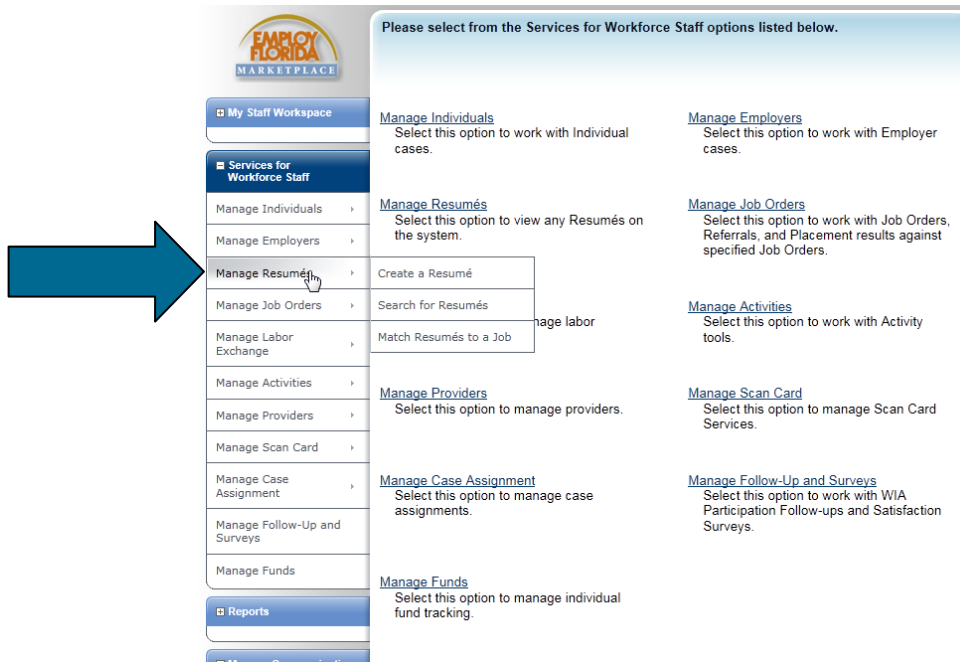 EMPLOY
FLORIDA
MARKETPLACE
Please select from the Services for Workforce Staff options listed below.
My Staff Workspace
Services for
Workforce Staff
Manage Individuals
Manage Employers
Manage Resumés
Manage Job Orders
Manage Labor
Exchange
Manage Activities
Manage Providers
Manage Scan Card
Manage Case
Assignment
Manage Follow-Up and
Surveys
Manage Funds
Reports
Create a Resumé
Search for Resumés
Match Resumés to a Job
Manage Individuals
Select this option to work with Individual
cases.
Manage Employers
Select this option to work with Employer
cases.
Manage Resumés
Select this option to view any Resumés on
the system.
Manage Job Orders
Select this option to work with Job Orders,
Referrals, and Placement results against
specified Job Orders.
nage labor
Manage Activities
Select this option to work with Activity
tools.
Manage Providers
Select this option to manage providers.
Manage Scan Card
Select this option to manage Scan Card
Services.
Manage Case Assignment
Select this option to manage case
assignments.
Manage Follow-Up and Surveys
Select this option to work with WIA
Participation Follow-ups and Satisfaction
Surveys.
Manage Funds
Select this option to manage individual
fund tracking.